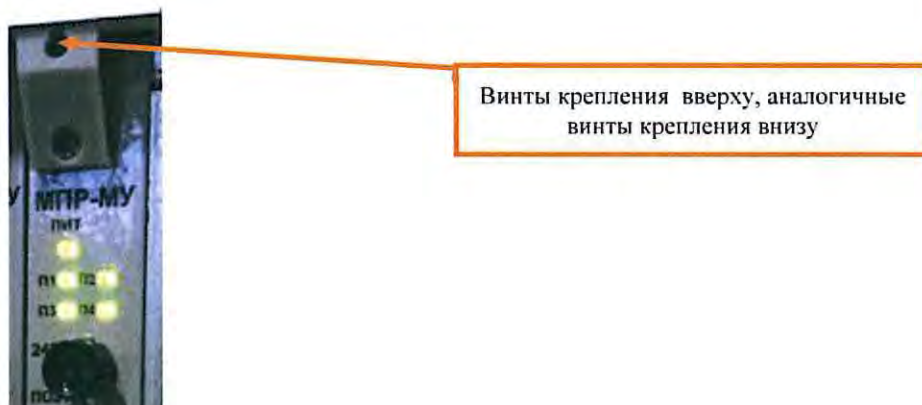 Винты крепления вверху, аналогичные
винты крепления внизу
МПР-МУ
ПИТ
П1 П2
П3 П4